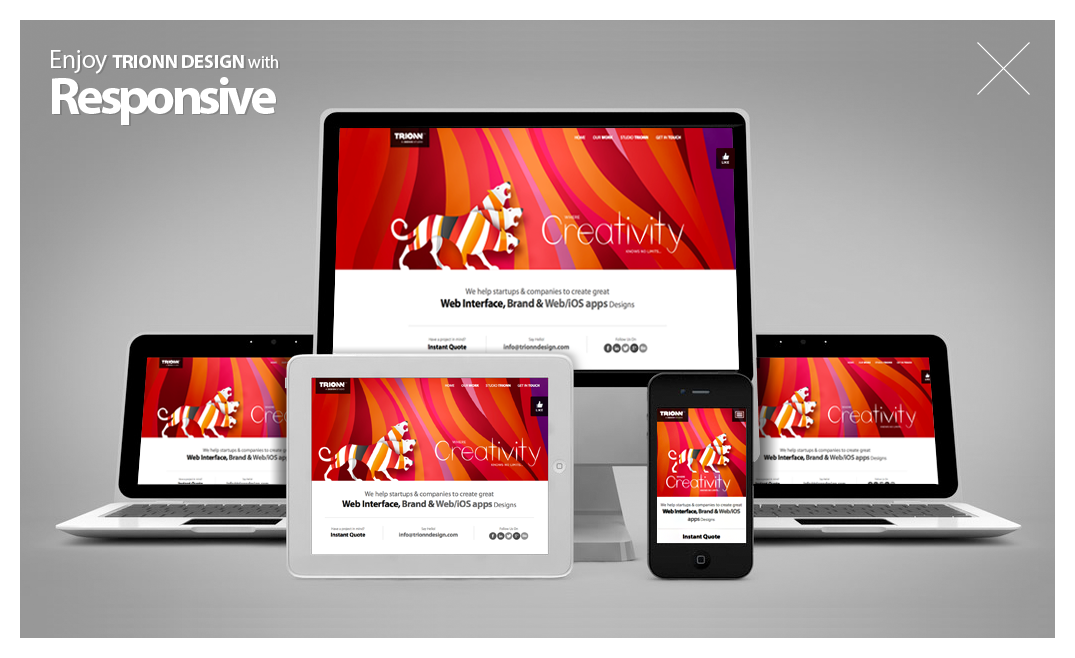 Enjoy TRIONN DESIGN with
Responsive
TRIONN
HOME OUR WORK STUDIO TRIONN GET IN TOUCH
LIKE
WHERE
Creativity
KNOWS NO LIMITS...
We help startups & companies to create great
Web Interface, Brand & Web/iOS apps Designs
Have a project in mind?
Instant Quote
Say Hello!
info@trionndesign.com
Follow Us On
TRIONN
Creativity
We help startups & companies to create
Web Interface, Brand & Web/iOS
TRIONN
HOME OUR WORK STUDIO TRIONN GET IN TOUCH
LIKE
WHERE
Creativity
KNOWS NO LIMITS...
We help startups & companies to create great
Web Interface, Brand & Web/iOS apps Designs
Have a project in mind?
Instant Quote
Say Hello!
info@trionndesign.com
Follow Us On
TRIONN
Creativity
We help startups & companies to create great
Web Interface, Brand & Web/iOS
apps Designs
Instant Quote
Creativity
We help startups & companies to create great
Web Interface, Brand & Web/iOS apps Designs